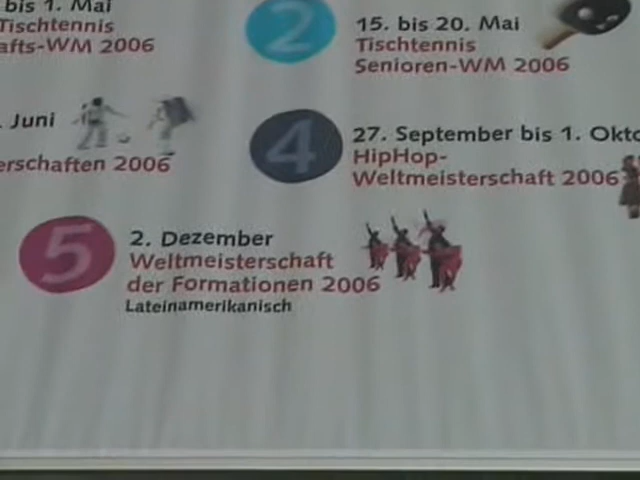 bis 1. Mai
Tischtennis
afts-WM 2006
2
15. bis 20. Mai
Tischtennis
Senioren-WM 2006
. Juni
erschaften 2006
4
27. September bis 1. Okto
HipHop-
Weltmeisterschaft 2006
5
2. Dezember
Weltmeisterschaft
der Formationen 2006
Lateinamerikanisch